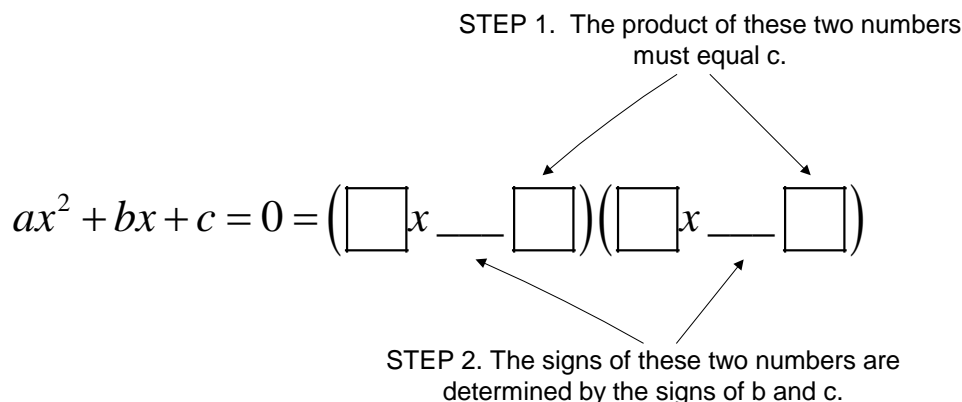 STEP 1.  The product of these two numbers
must equal c.
ax² + bx + c = 0 = (□x ___ □)(□x ___ □)
STEP 2. The signs of these two numbers are
determined by the signs of b and c.